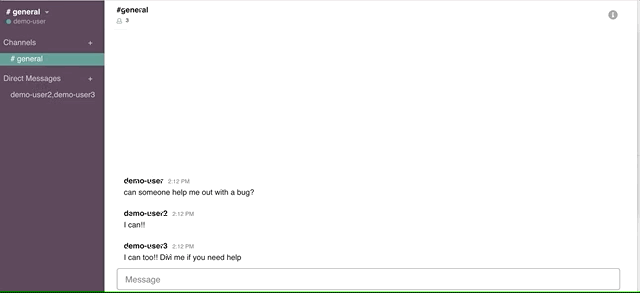 # general
demo-user
Channels +
# general
Direct Messages +
demo-user2,demo-user3
#general
3
demo-user 2:12 PM
can someone help me out with a bug?
demo-user2 2:12 PM
I can!!
demo-user3 2:12 PM
I can too!! DM me if you need help
Message